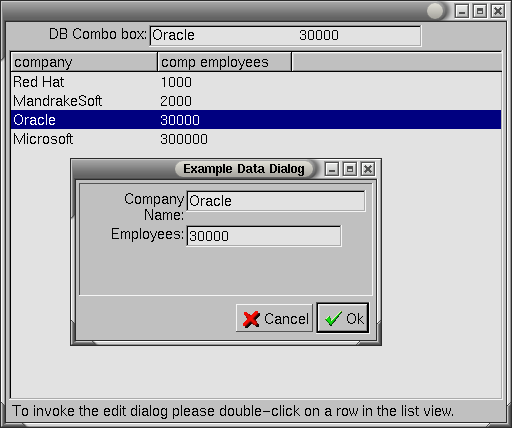 DB Combo box: Oracle 30000
company comp employees
Red Hat 1000
MandrakeSoft 2000
Oracle 30000
Microsoft 300000
Example Data Dialog
Company
Name:
Oracle
Employees: 30000
Cancel Ok
To invoke the edit dialog please double-click on a row in the list view.